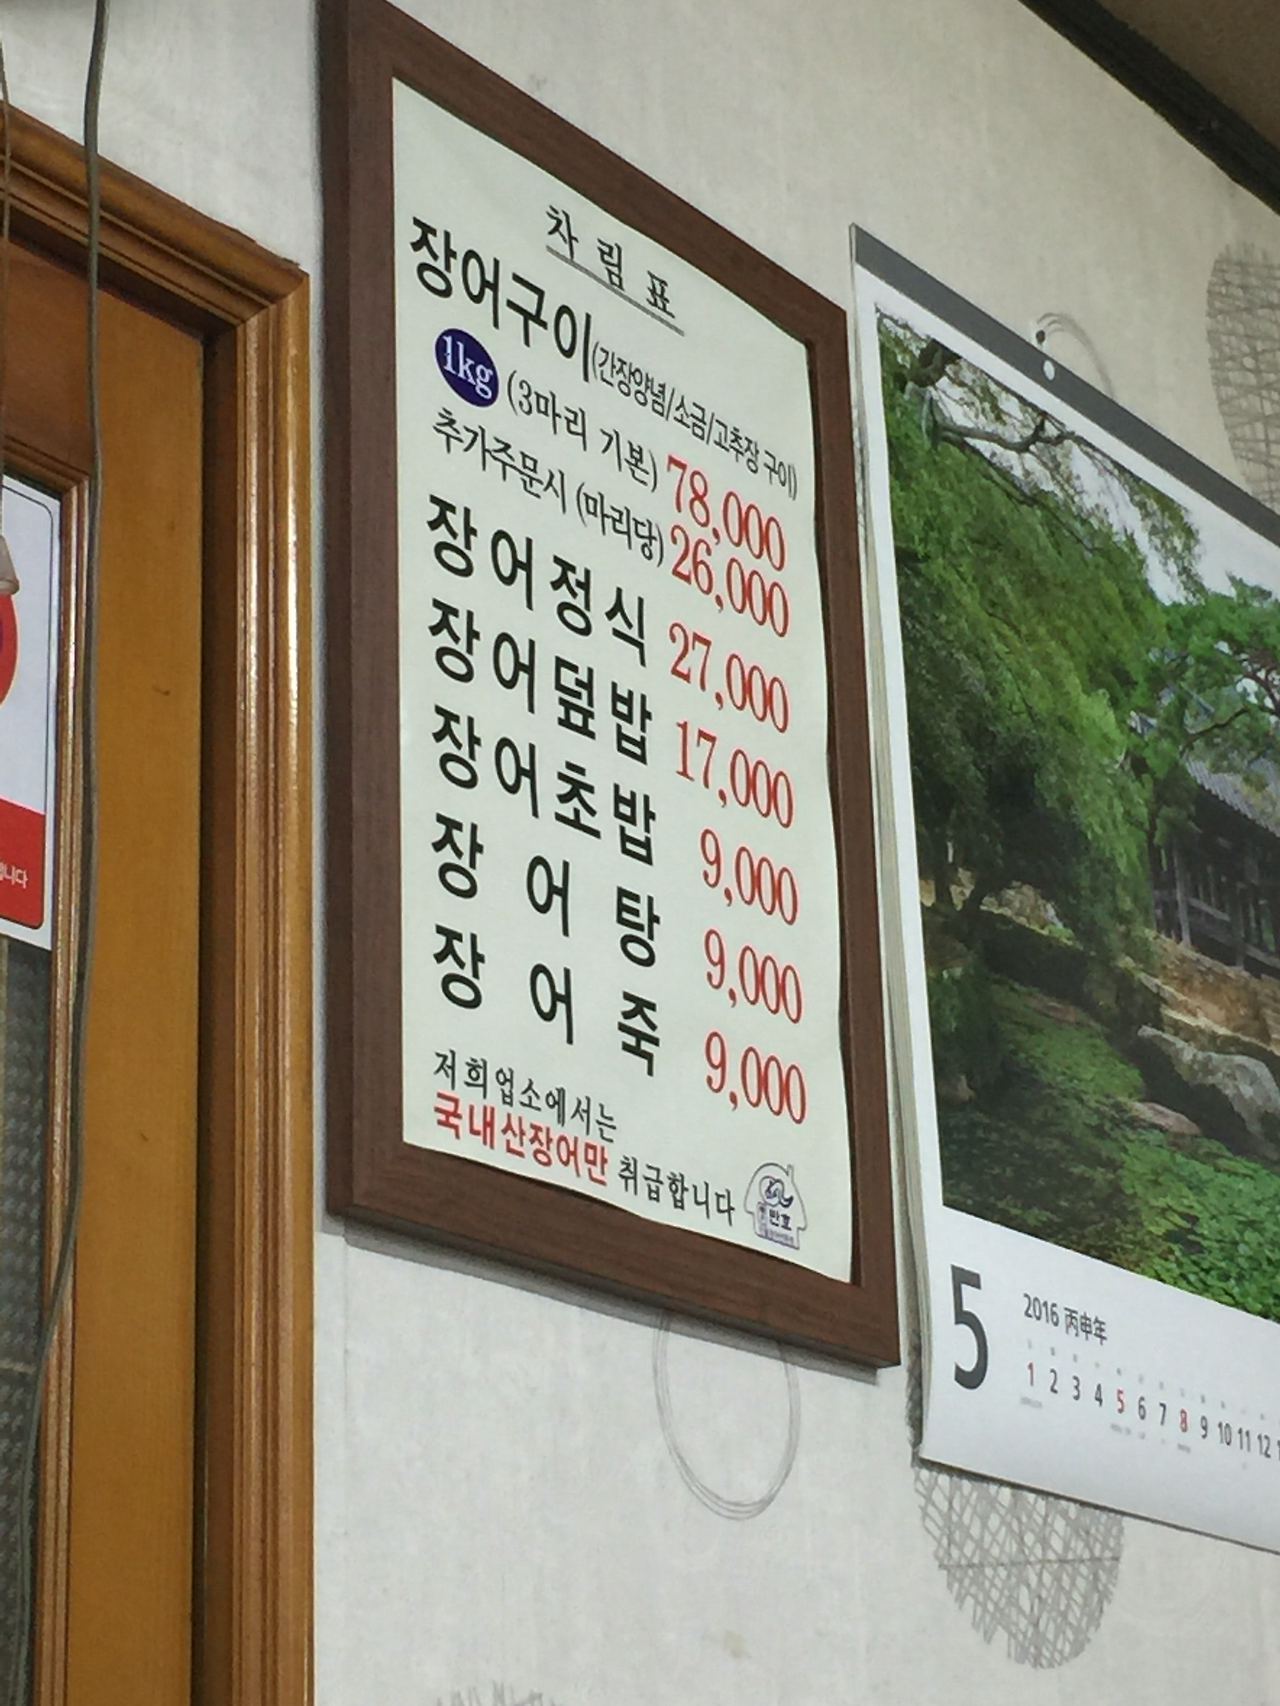 차림표
장어구이(간장양념/소금/고추장 구이)
1kg (3마리 기본) 78,000
추가주문시 (마리당) 26,000
장어정식 27,000
장어덮밥 17,000
장어초밥 9,000
장어탕 9,000
장어죽 9,000
저희업소에서는
국내산장어만 취급합니다
만호
5
2016 丙申年
1 2 3 4 5 6 7 8 9 10 11 12
니다